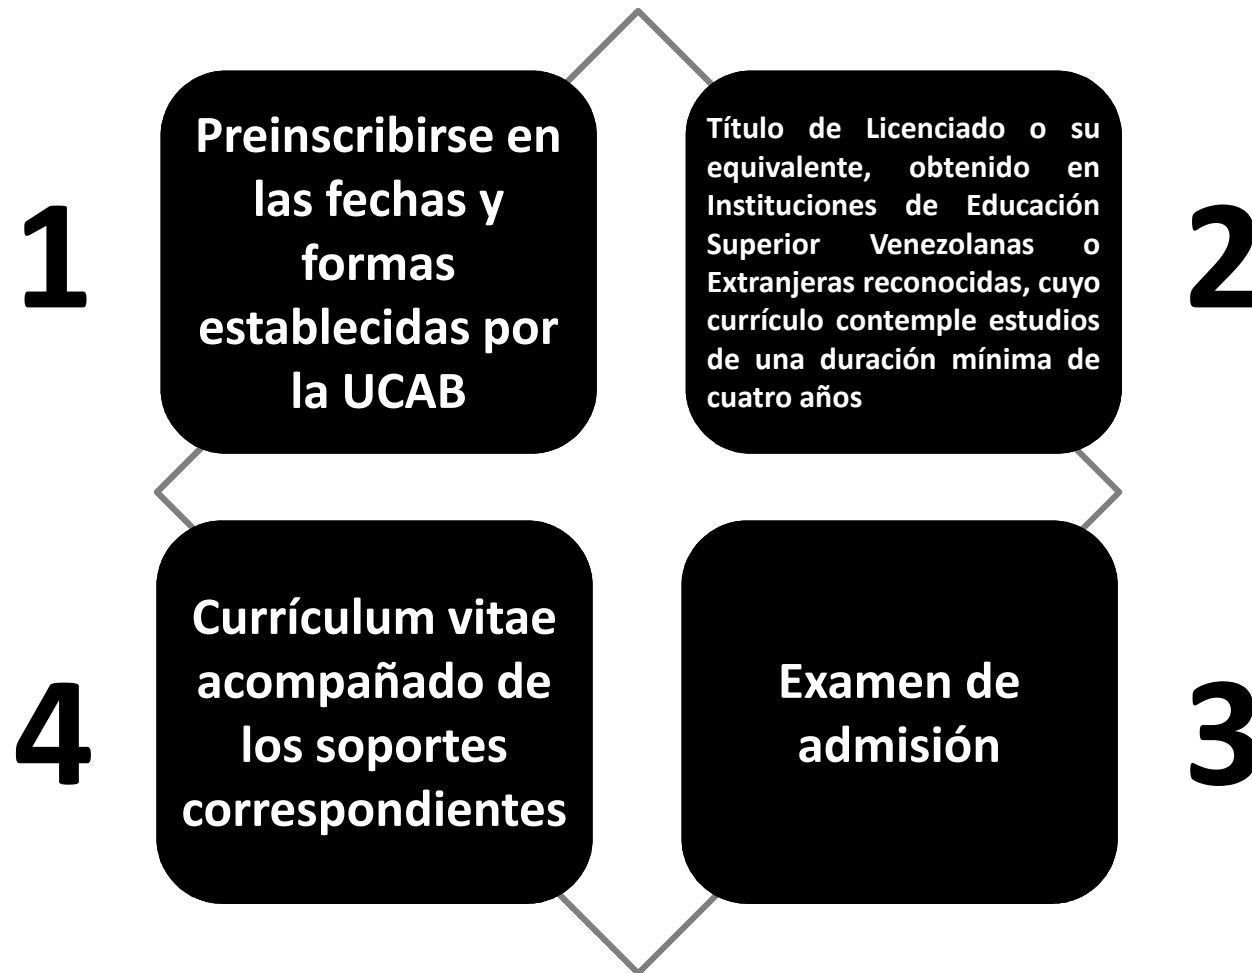 1
Preinscribirse en
las fechas y
formas
establecidas por
la UCAB
Título de Licenciado o su
equivalente, obtenido en
Instituciones de Educación
Superior Venezolanas o
Extranjeras reconocidas, cuyo
currículo contemple estudios
de una duración mínima de
cuatro años
2
4
Currículum vitae
acompañado de
los soportes
correspondientes
Examen de
admisión
3